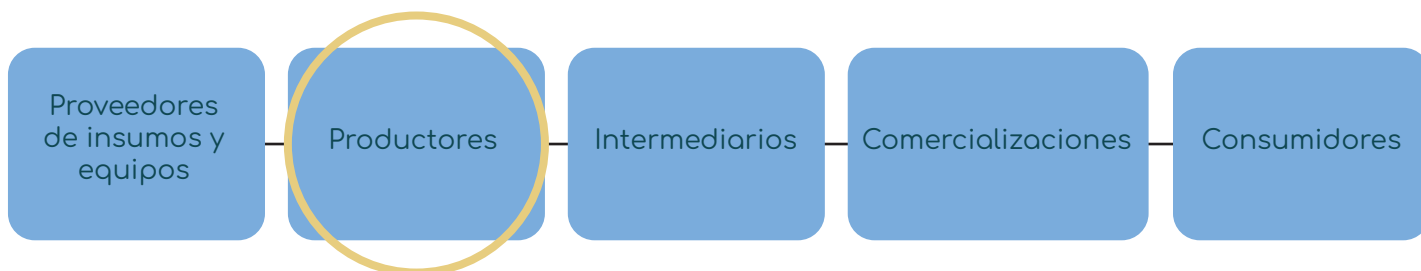 Proveedores
de insumos y
equipos
Productores
Intermediarios
Comercializaciones
Consumidores